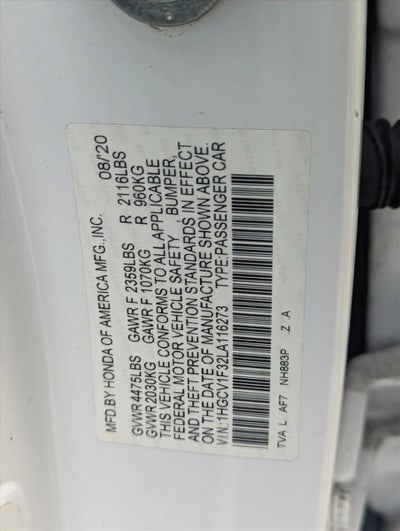 MFD.BY HONDA OF AMERICA MFG.,INC. 08/20
GVWR 4475LBS GAWR F 2359LBS R 2116LBS
GVWR 2030KG GAWR F 1070KG R 960KG
THIS VEHICLE CONFORMS TO ALL APPLICABLE
FEDERAL MOTOR VEHICLE SAFETY , BUMPER,
AND THEFT PREVENTION STANDARDS IN EFFECT
ON THE DATE OF MANUFACTURE SHOWN ABOVE.
V I N.:1HGCV1F32LA116273 TYPE:PASSENGER CAR
TVA L AF7 NH883P Z A